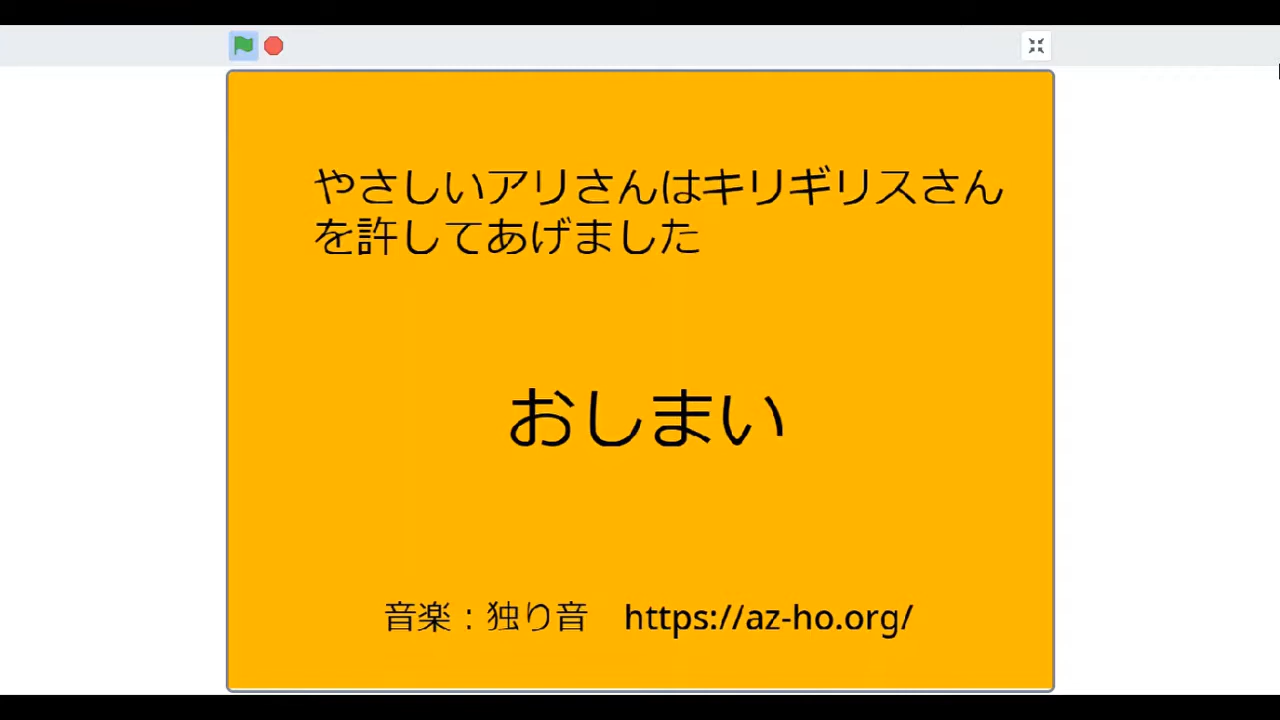 やさしいアリさんはキリギリスさん
を許してあげました
おしまい
音楽：独り音　https://az-ho.org/